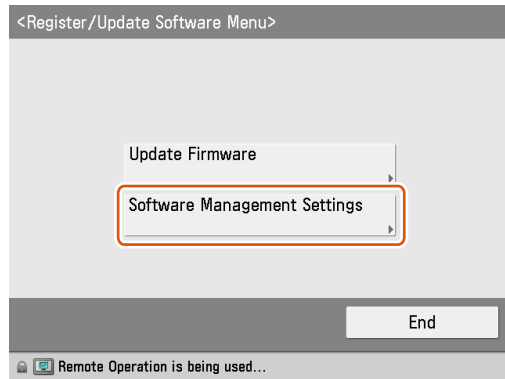 <Register/Update Software Menu>
Update Firmware
Software Management Settings
End
Remote Operation is being used...